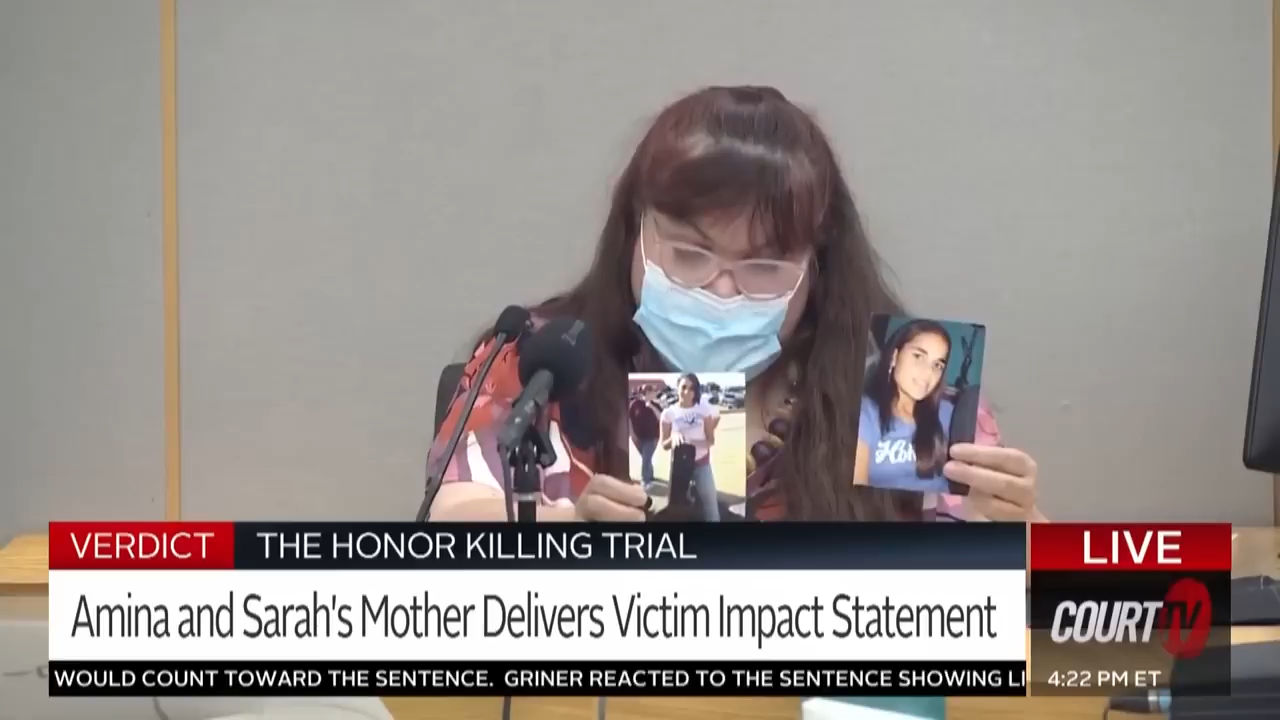 VERDICT THE HONOR KILLING TRIAL
LIVE
Amina and Sarah's Mother Delivers Victim Impact Statement
COURT TV
WOULD COUNT TOWARD THE SENTENCE. GRINER REACTED TO THE SENTENCE SHOWING
4:22 PM ET